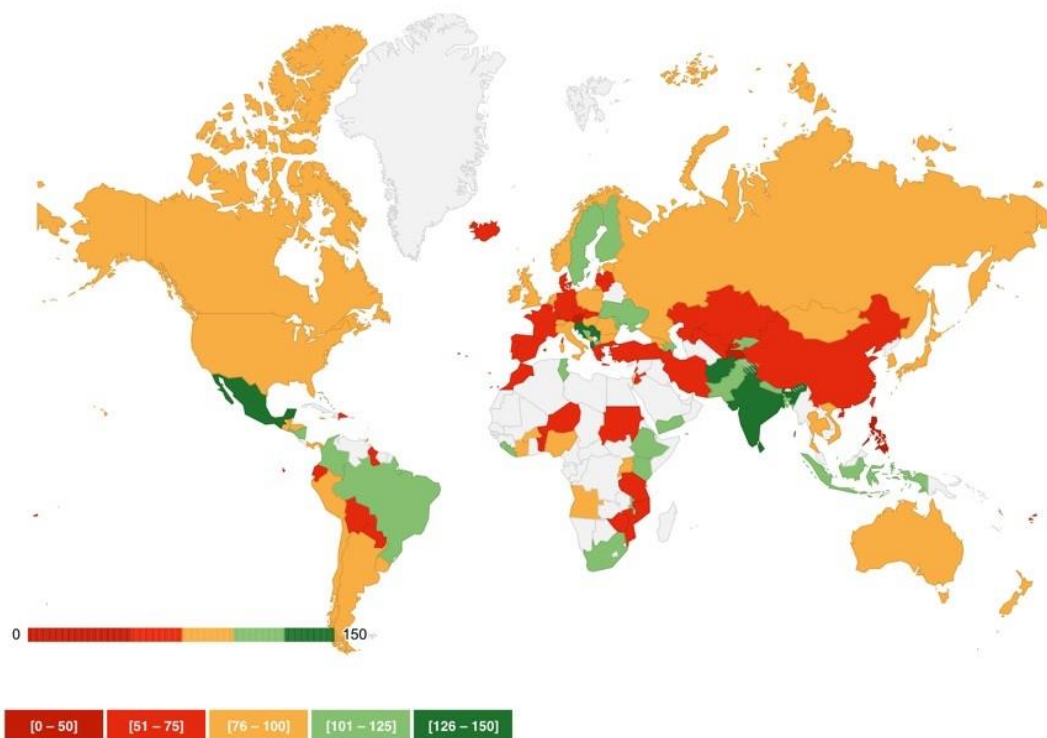 0 150
[0 – 50] [51 – 75] [76 – 100] [101 – 125] [126 – 150]